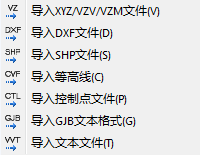 VZ 导入XYZ/VZV/VZM文件(V)
DXF 导入DXF文件(D)
SHP 导入SHP文件(S)
CVF 导入等高线(C)
CTL 导入控制点文件(P)
GJB 导入GJB文本格式(G)
VVT 导入文本文件(T)